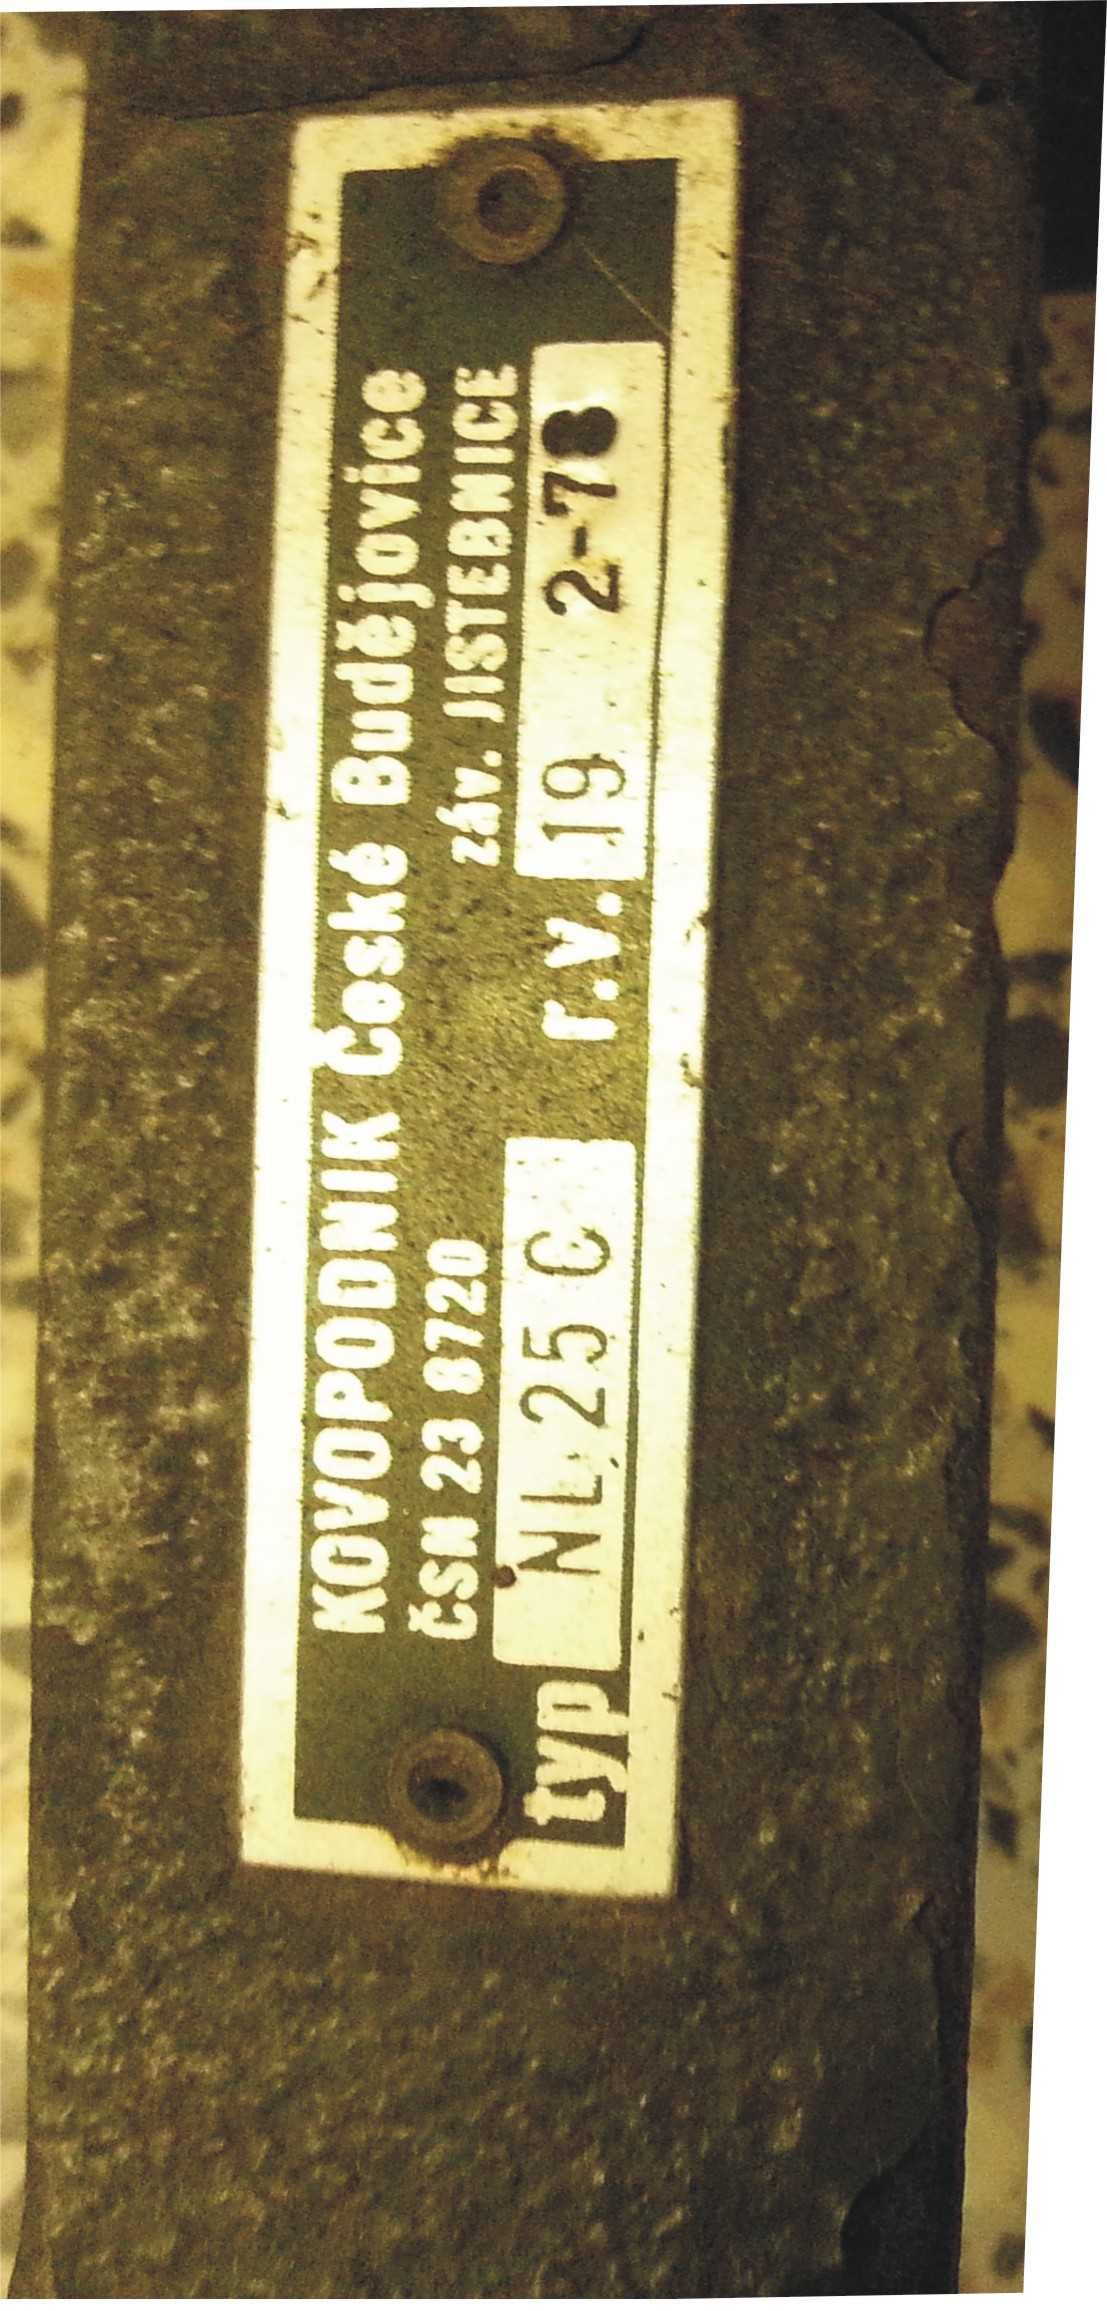 KOVOPODNIK České Budějovice
ČSN 23 8720 záv. JISTEBNICE
typ NL 25 C r.v. 19 2-78